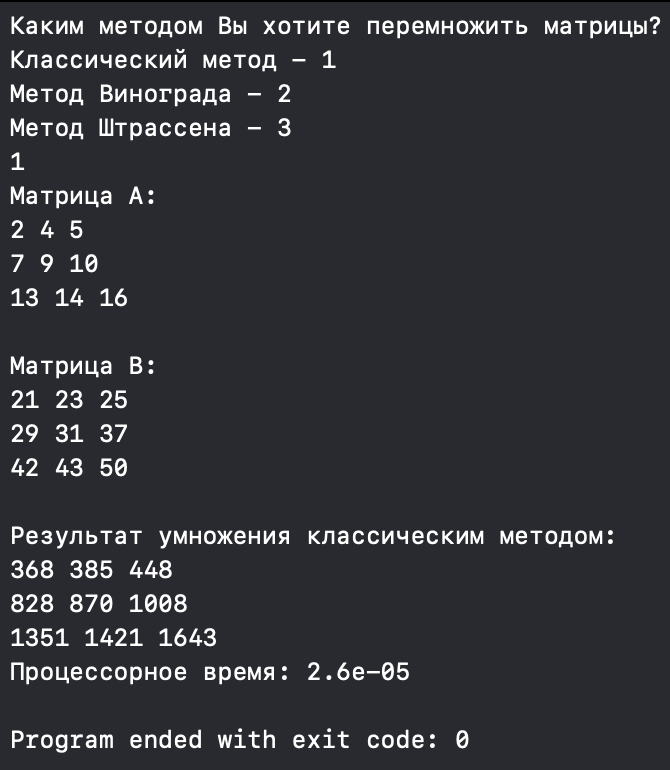 Каким методом Вы хотите перемножить матрицы?
Классический метод – 1
Метод Винограда – 2
Метод Штрассена – 3
1
Матрица A:
2 4 5
7 9 10
13 14 16
Матрица B:
21 23 25
29 31 37
42 43 50
Результат умножения классическим методом:
368 385 448
828 870 1008
1351 1421 1643
Процессорное время: 2.6e-05
Program ended with exit code: 0